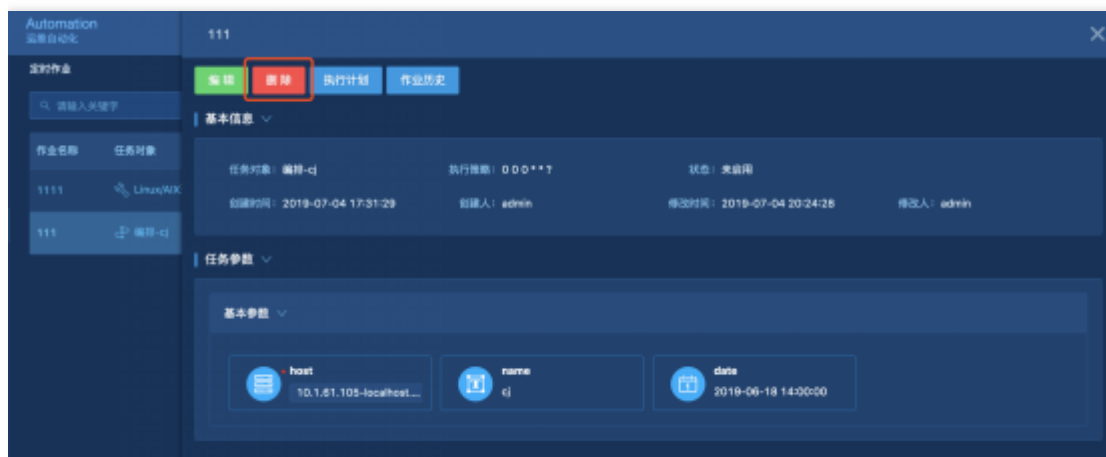 Automation
运维自动化
定时作业
请输入关键字
作业名称 任务对象
1111 Linux/AIX
111 编排-cj
111
编辑 删除 执行计划 作业历史
基本信息
任务对象: 编排-cj 执行策略: 0 0 0 * * ? 状态: 未启用
创建时间: 2019-07-04 17:31:29 创建人: admin 修改时间: 2019-07-04 20:24:28 修改人: admin
任务参数
基本参数
* host name date
10.1.61.105-localhost.... cj 2019-06-18 14:00:00